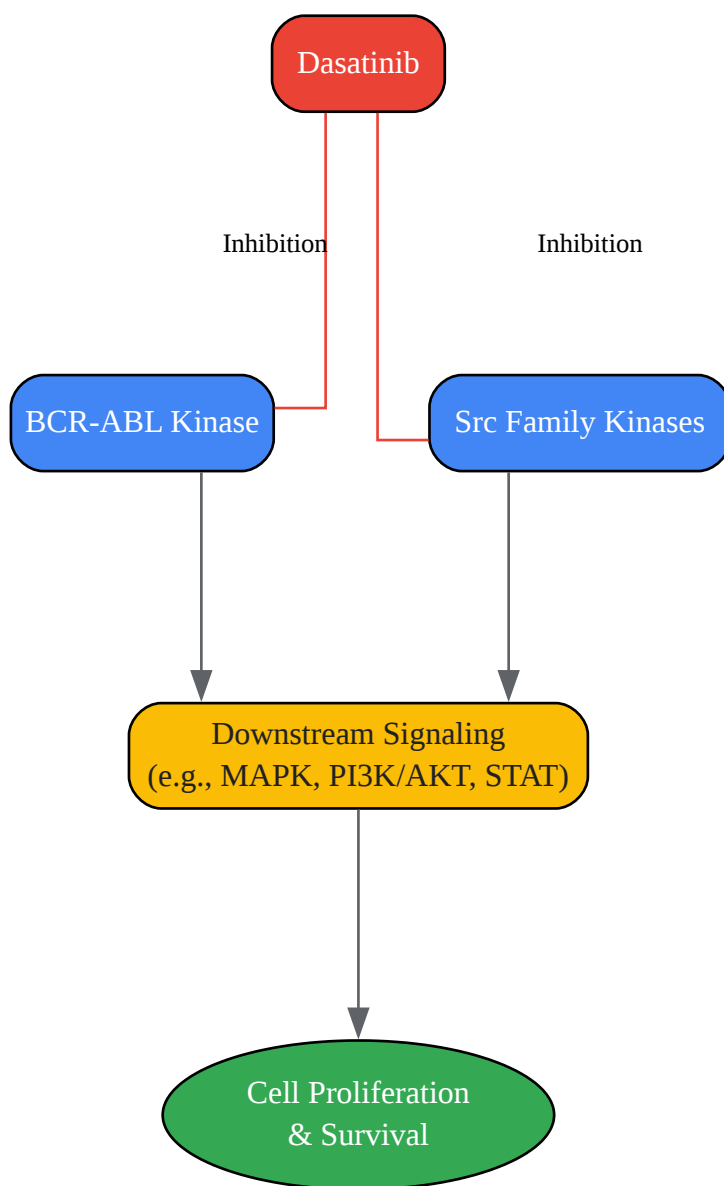 Dasatinib
Inhibition
Inhibition
BCR-ABL Kinase
Src Family Kinases
Downstream Signaling
(e.g., MAPK, PI3K/AKT, STAT)
Cell Proliferation
& Survival